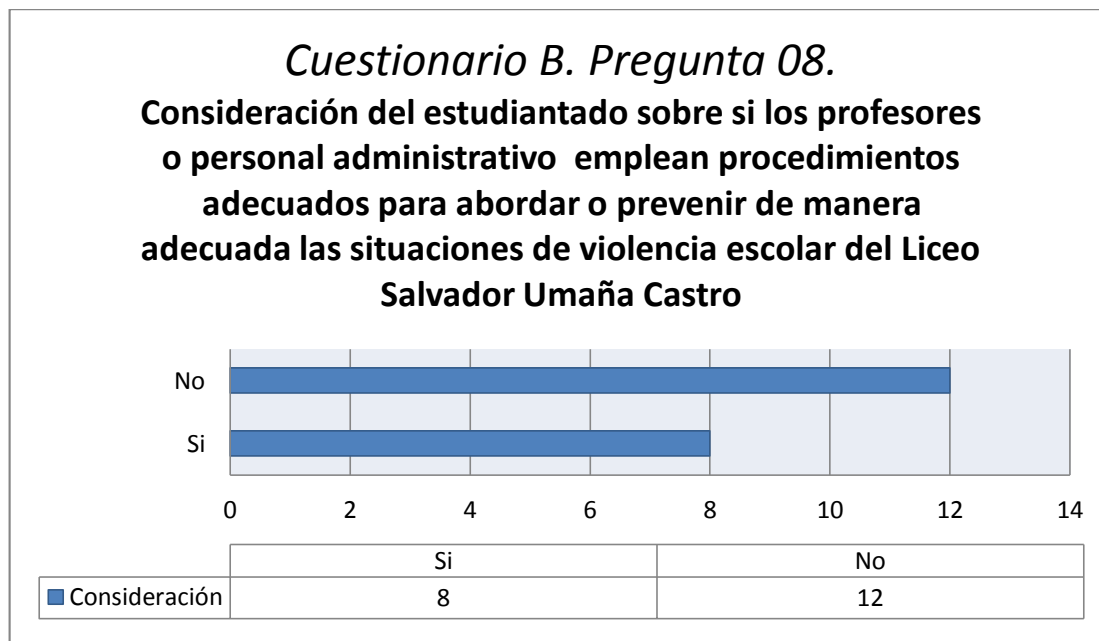 Cuestionario B. Pregunta 08.
Consideración del estudiantado sobre si los profesores
o personal administrativo emplean procedimientos
adecuados para abordar o prevenir de manera
adecuada las situaciones de violencia escolar del Liceo
Salvador Umaña Castro
No
Si
0 2 4 6 8 10 12 14
Si No
Consideración 8 12